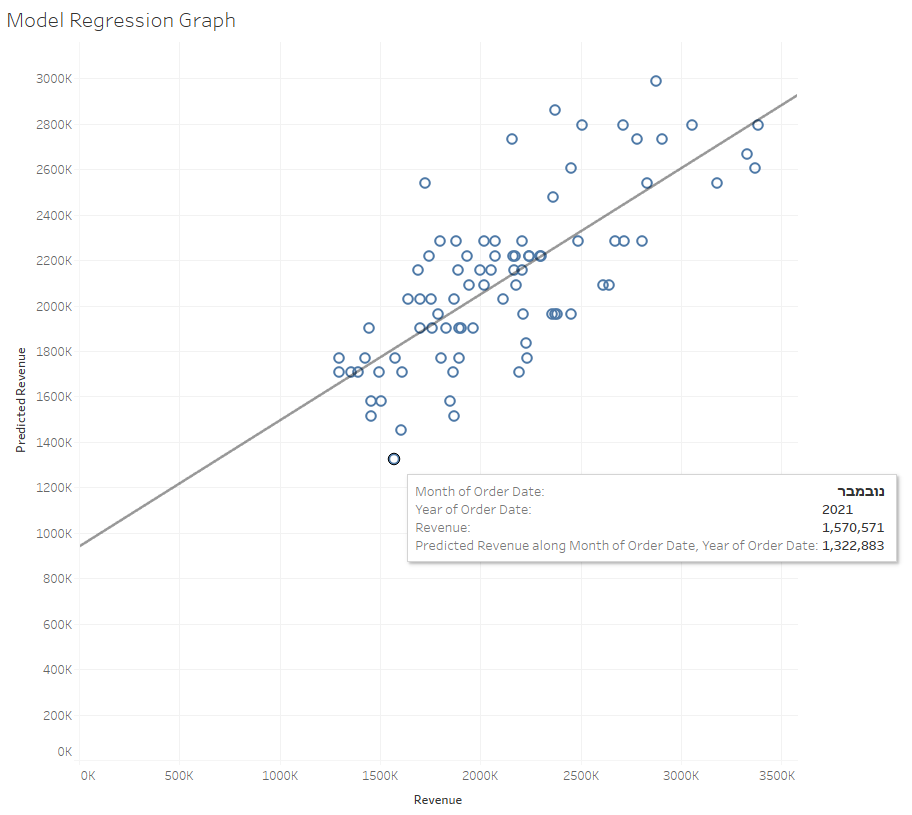 Model Regression Graph
3000K
2800K
2600K
2400K
2200K
2000K
1800K
1600K
1400K
1200K
1000K
800K
600K
400K
200K
0K
Predicted Revenue
Month of Order Date: נובמבר
Year of Order Date: 2021
Revenue: 1,570,571
Predicted Revenue along Month of Order Date, Year of Order Date: 1,322,883
0K 500K 1000K 1500K 2000K 2500K 3000K 3500K
Revenue